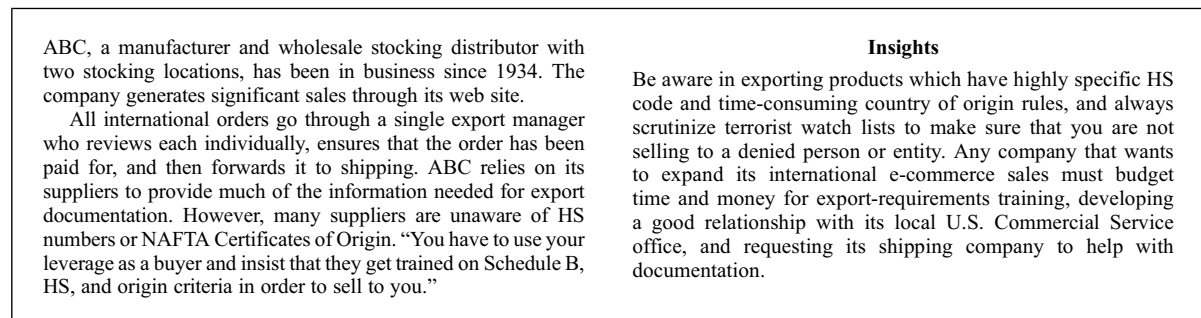 ABC, a manufacturer and wholesale stocking distributor with
two stocking locations, has been in business since 1934. The
company generates significant sales through its web site.
All international orders go through a single export manager
who reviews each individually, ensures that the order has been
paid for, and then forwards it to shipping. ABC relies on its
suppliers to provide much of the information needed for export
documentation. However, many suppliers are unaware of HS
numbers or NAFTA Certificates of Origin. “You have to use your
leverage as a buyer and insist that they get trained on Schedule B,
HS, and origin criteria in order to sell to you.”
Insights
Be aware in exporting products which have highly specific HS
code and time-consuming country of origin rules, and always
scrutinize terrorist watch lists to make sure that you are not
selling to a denied person or entity. Any company that wants
to expand its international e-commerce sales must budget
time and money for export-requirements training, developing
a good relationship with its local U.S. Commercial Service
office, and requesting its shipping company to help with
documentation.